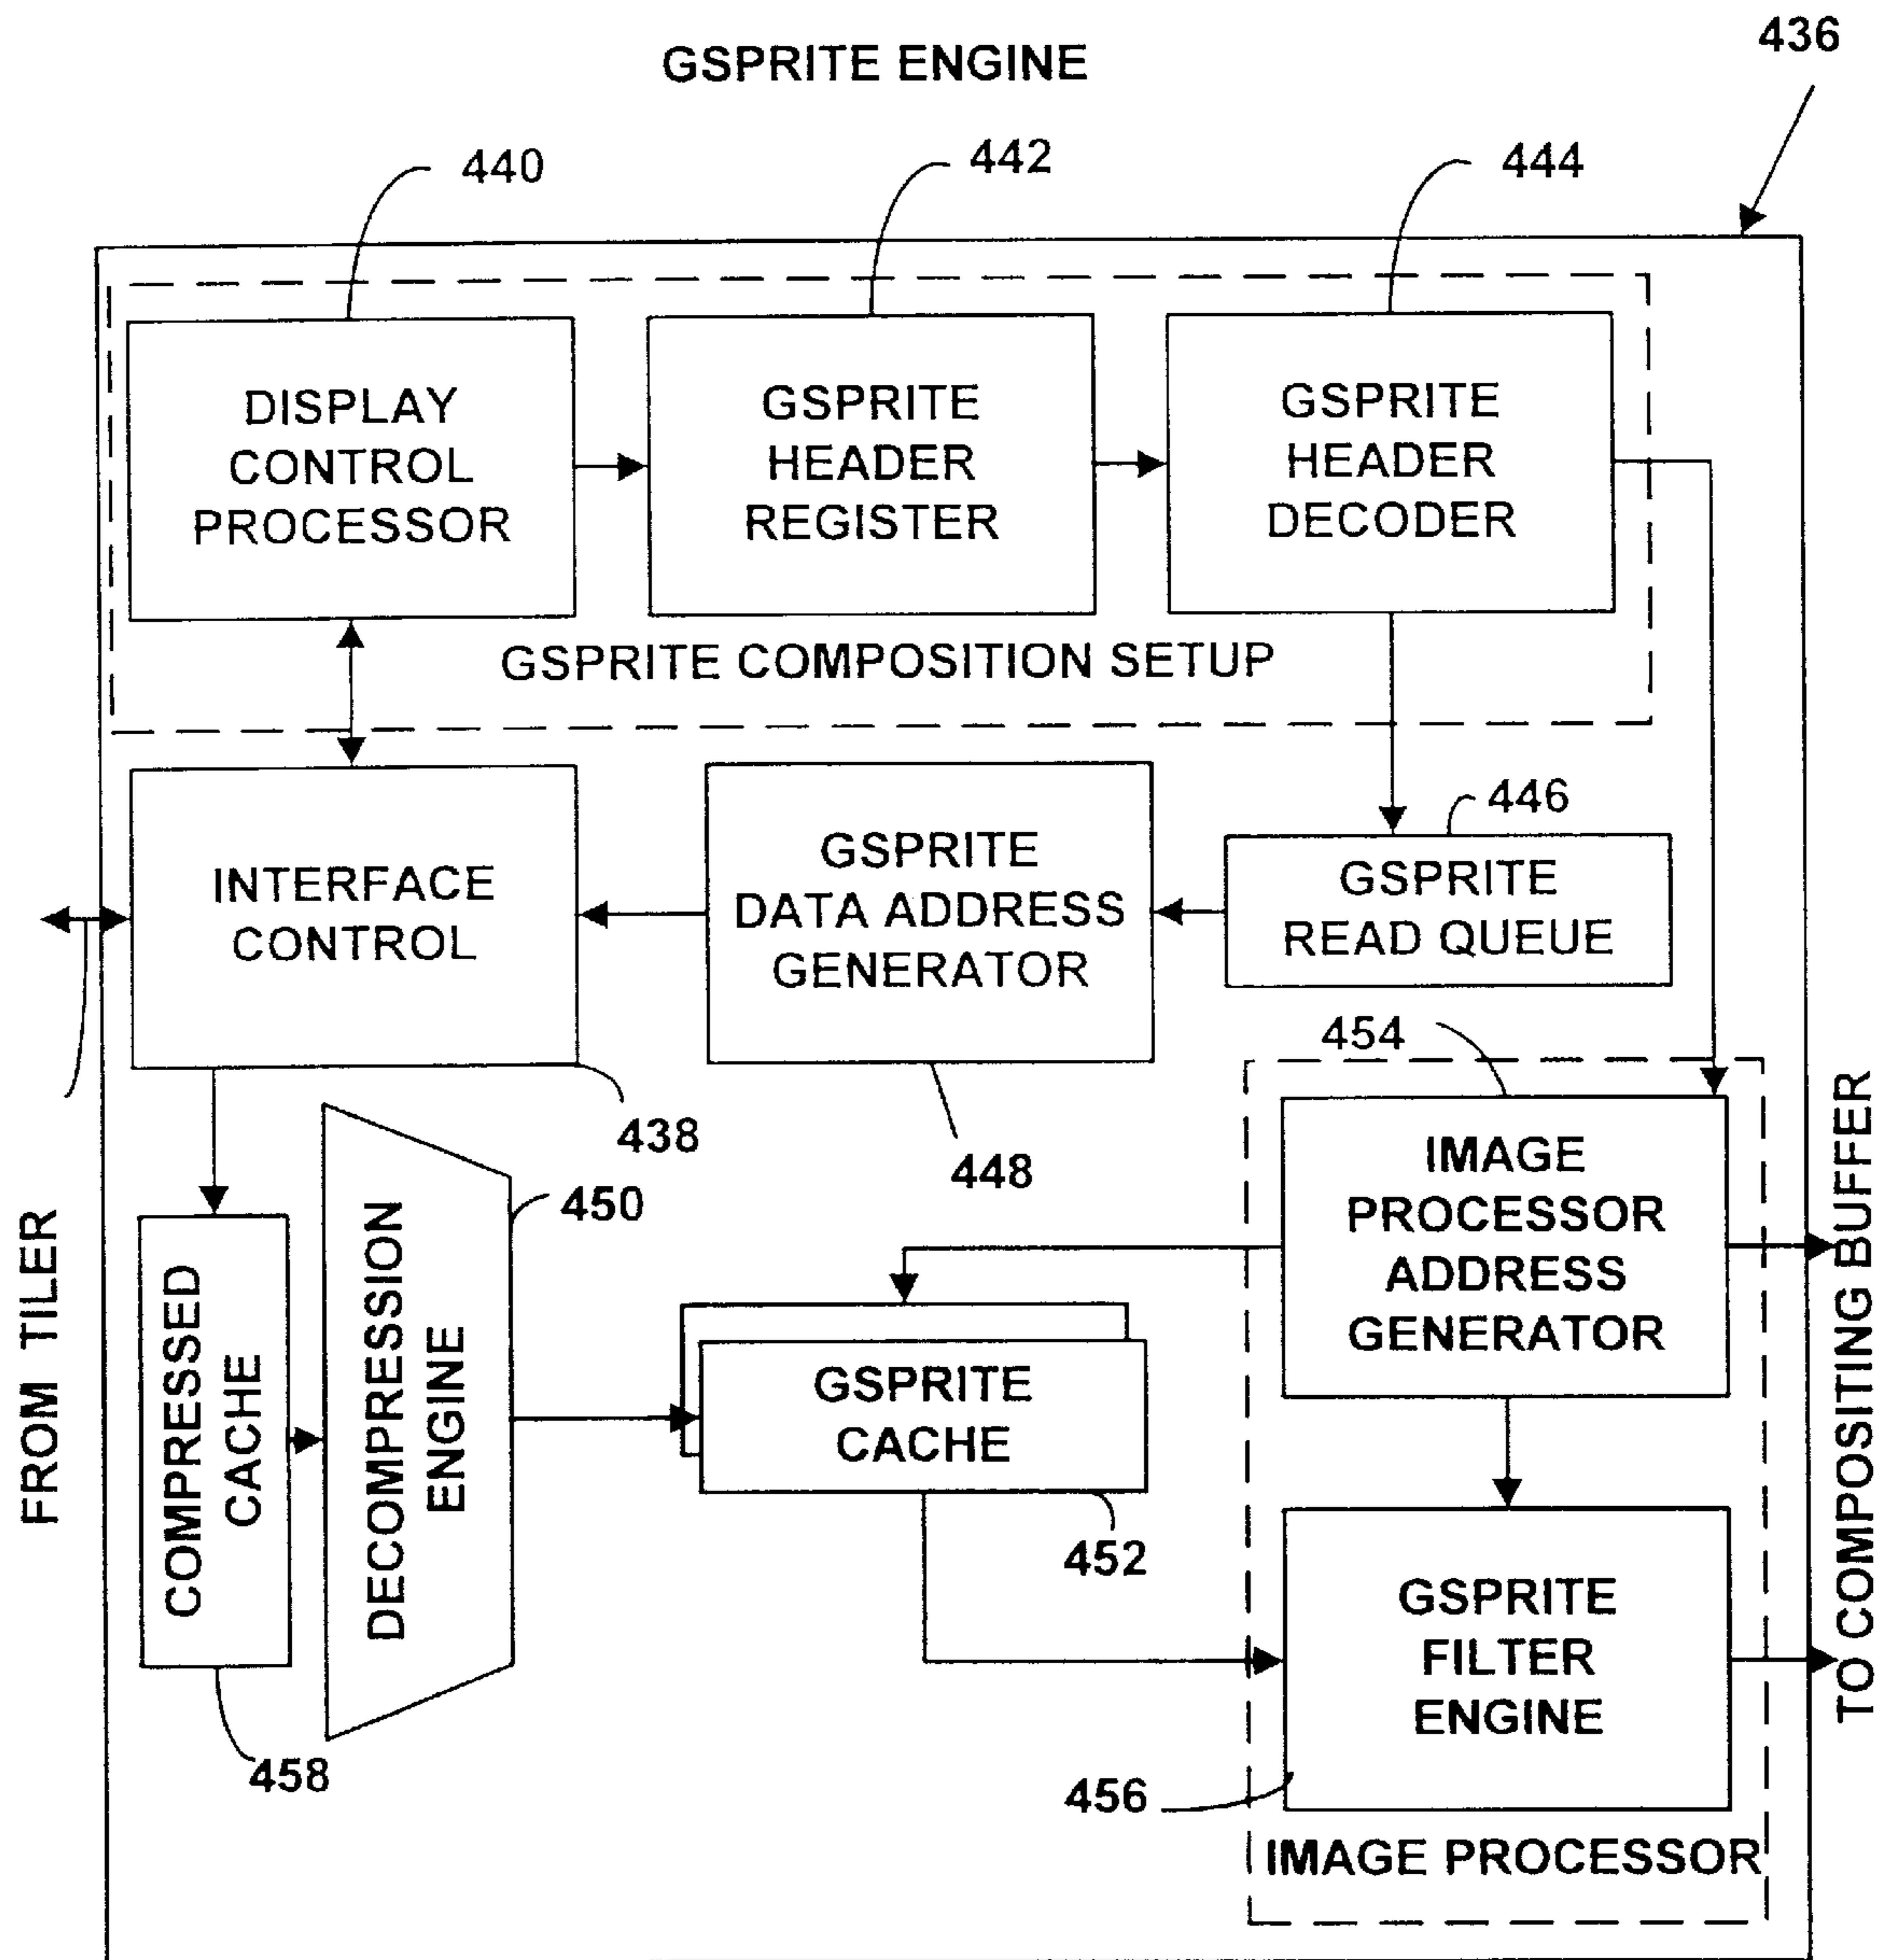 436
GSPRITE ENGINE
440
442
444
DISPLAY
CONTROL
PROCESSOR
GSPRITE
HEADER
REGISTER
GSPRITE
HEADER
DECODER
GSPRITE COMPOSITION SETUP
446
INTERFACE
CONTROL
GSPRITE
DATA ADDRESS
GENERATOR
GSPRITE
READ QUEUE
454
438
448
450
FROM TILER
COMPRESSED
CACHE
DECOMPRESSION
ENGINE
GSPRITE
CACHE
452
IMAGE
PROCESSOR
ADDRESS
GENERATOR
TO COMPOSITING BUFFER
GSPRITE
FILTER
ENGINE
458
456
IMAGE PROCESSOR